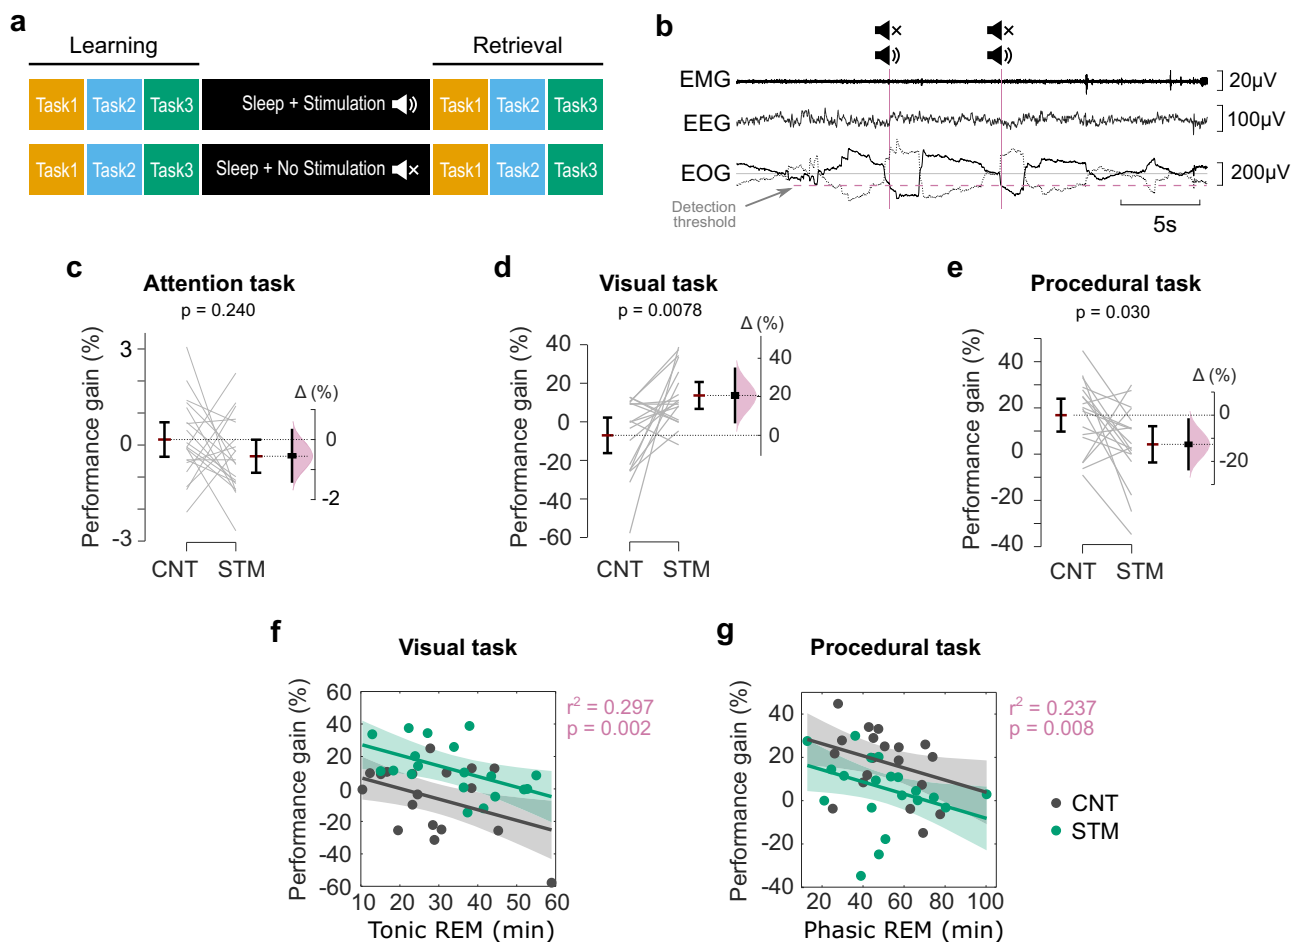 a
Learning
Retrieval
Task1 Task2 Task3 Sleep + Stimulation Task1 Task2 Task3
Task1 Task2 Task3 Sleep + No Stimulation Task1 Task2 Task3
b
EMG
20μV
EEG
100μV
EOG
200μV
Detection
threshold
5s
c
Attention task
p = 0.240
Performance gain (%)
3
0
-3
Δ (%)
0
-2
CNT STM
d
Visual task
p = 0.0078
Performance gain (%)
40
20
0
-20
-40
-60
Δ (%)
40
20
0
CNT STM
e
Procedural task
p = 0.030
Performance gain (%)
40
20
0
-20
-40
Δ (%)
0
-20
CNT STM
f
Visual task
Performance gain (%)
60
40
20
0
-20
-40
-60
10 20 30 40 50 60
Tonic REM (min)
r² = 0.297
p = 0.002
g
Procedural task
Performance gain (%)
40
20
0
-20
-40
20 40 60 80 100
Phasic REM (min)
r² = 0.237
p = 0.008
CNT
STM